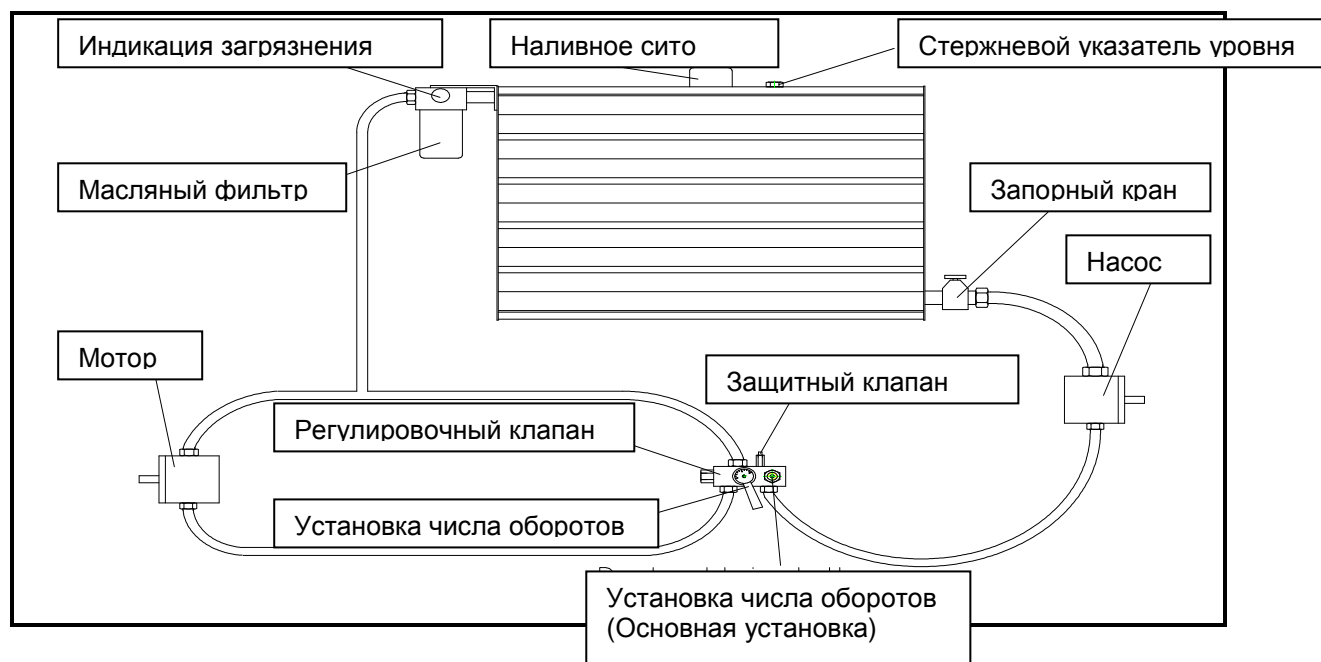 Индикация загрязнения
Наливное сито
Стержневой указатель уровня
Масляный фильтр
Запорный кран
Насос
Мотор
Защитный клапан
Регулировочный клапан
Установка числа оборотов
Установка числа оборотов
(Основная установка)